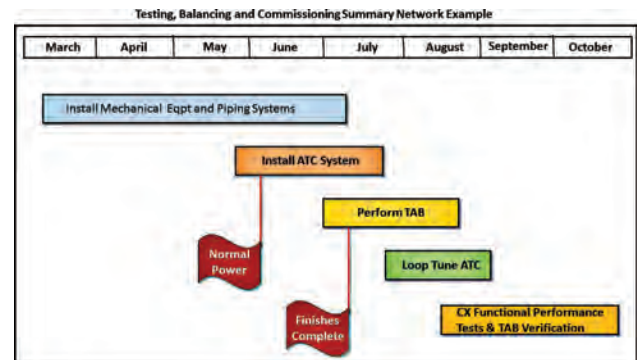 Testing, Balancing and Commissioning Summary Network Example
March April May June July August September October
Install Mechanical Eqpt and Piping Systems
Install ATC System
Perform TAB
Normal
Power
Loop Tune ATC
Finishes
Complete
CX Functional Performance
Tests & TAB Verification